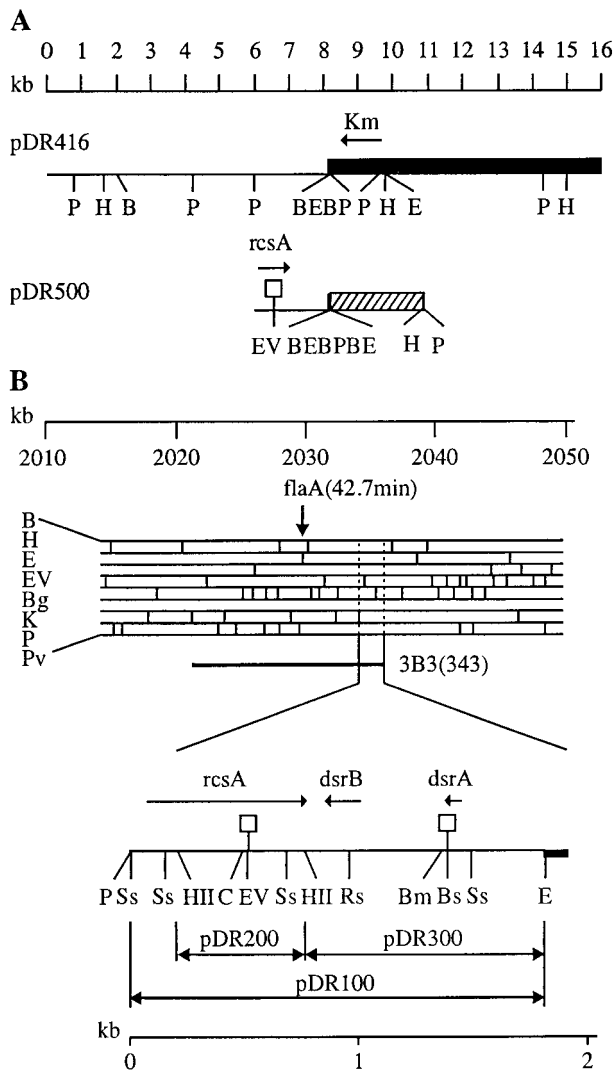 A
0 1 2 3 4 5 6 7 8 9 10 11 12 13 14 15 16
kb
Km
pDR416
P H B P P BEBP P H E P H
rcsA
pDR500
EV BEBPBE H P
B
kb
2010 2020 2030 2040 2050
flaA(42.7min)
B
H
E
EV
Bg
K
P
Pv
3B3(343)
rcsA dsrB dsrA
P Ss Ss HII C EV Ss HII Rs Bm Bs Ss E
pDR200 pDR300
pDR100
kb
0 1 2